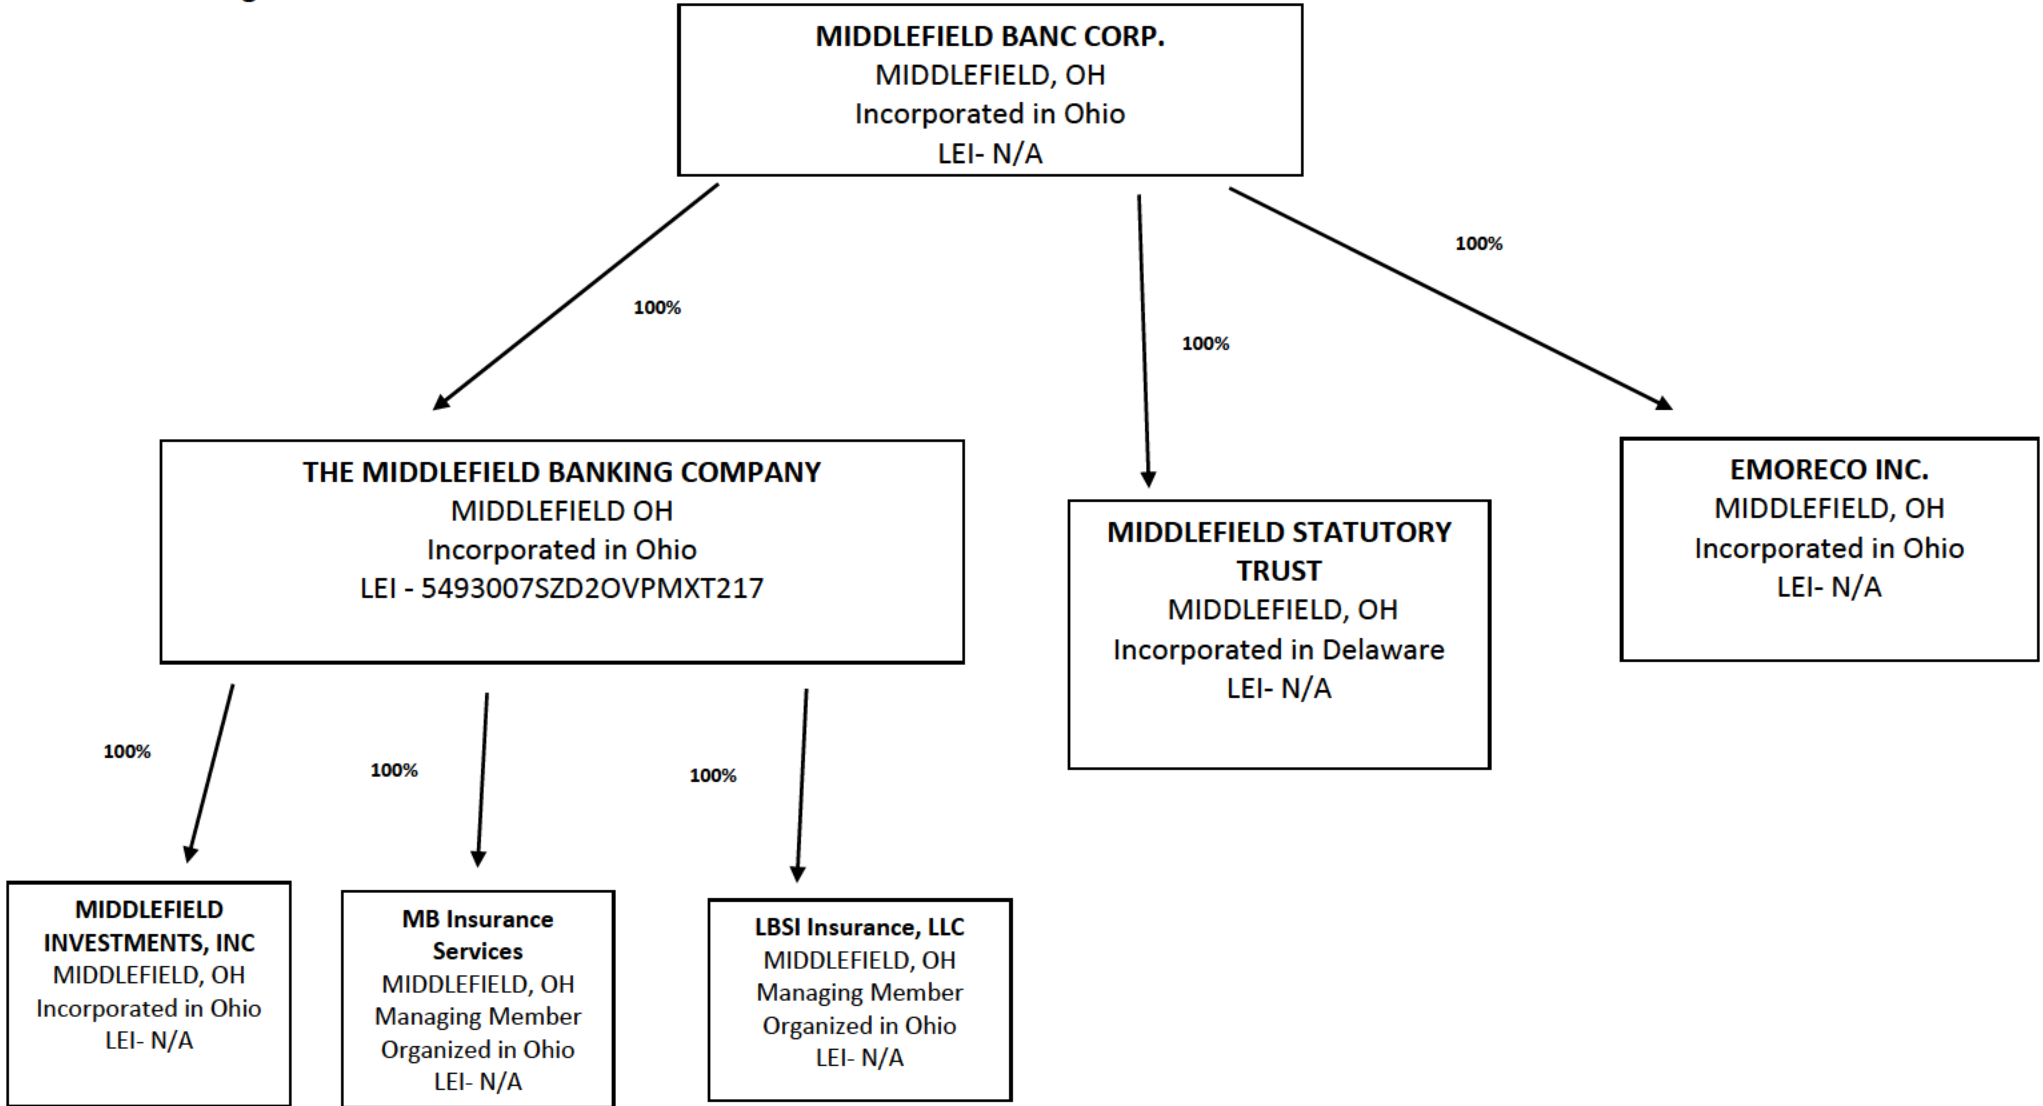 MIDDLEFIELD BANC CORP.
MIDDLEFIELD, OH
Incorporated in Ohio
LEI- N/A
100%
100%
100%
THE MIDDLEFIELD BANKING COMPANY
MIDDLEFIELD OH
Incorporated in Ohio
LEI - 5493007SZD2OVPMXT217
MIDDLEFIELD STATUTORY
TRUST
MIDDLEFIELD, OH
Incorporated in Delaware
LEI- N/A
EMORECO INC.
MIDDLEFIELD, OH
Incorporated in Ohio
LEI- N/A
100%
100%
100%
MIDDLEFIELD
INVESTMENTS, INC
MIDDLEFIELD, OH
Incorporated in Ohio
LEI- N/A
MB Insurance
Services
MIDDLEFIELD, OH
Managing Member
Organized in Ohio
LEI- N/A
LBSI Insurance, LLC
MIDDLEFIELD, OH
Managing Member
Organized in Ohio
LEI- N/A